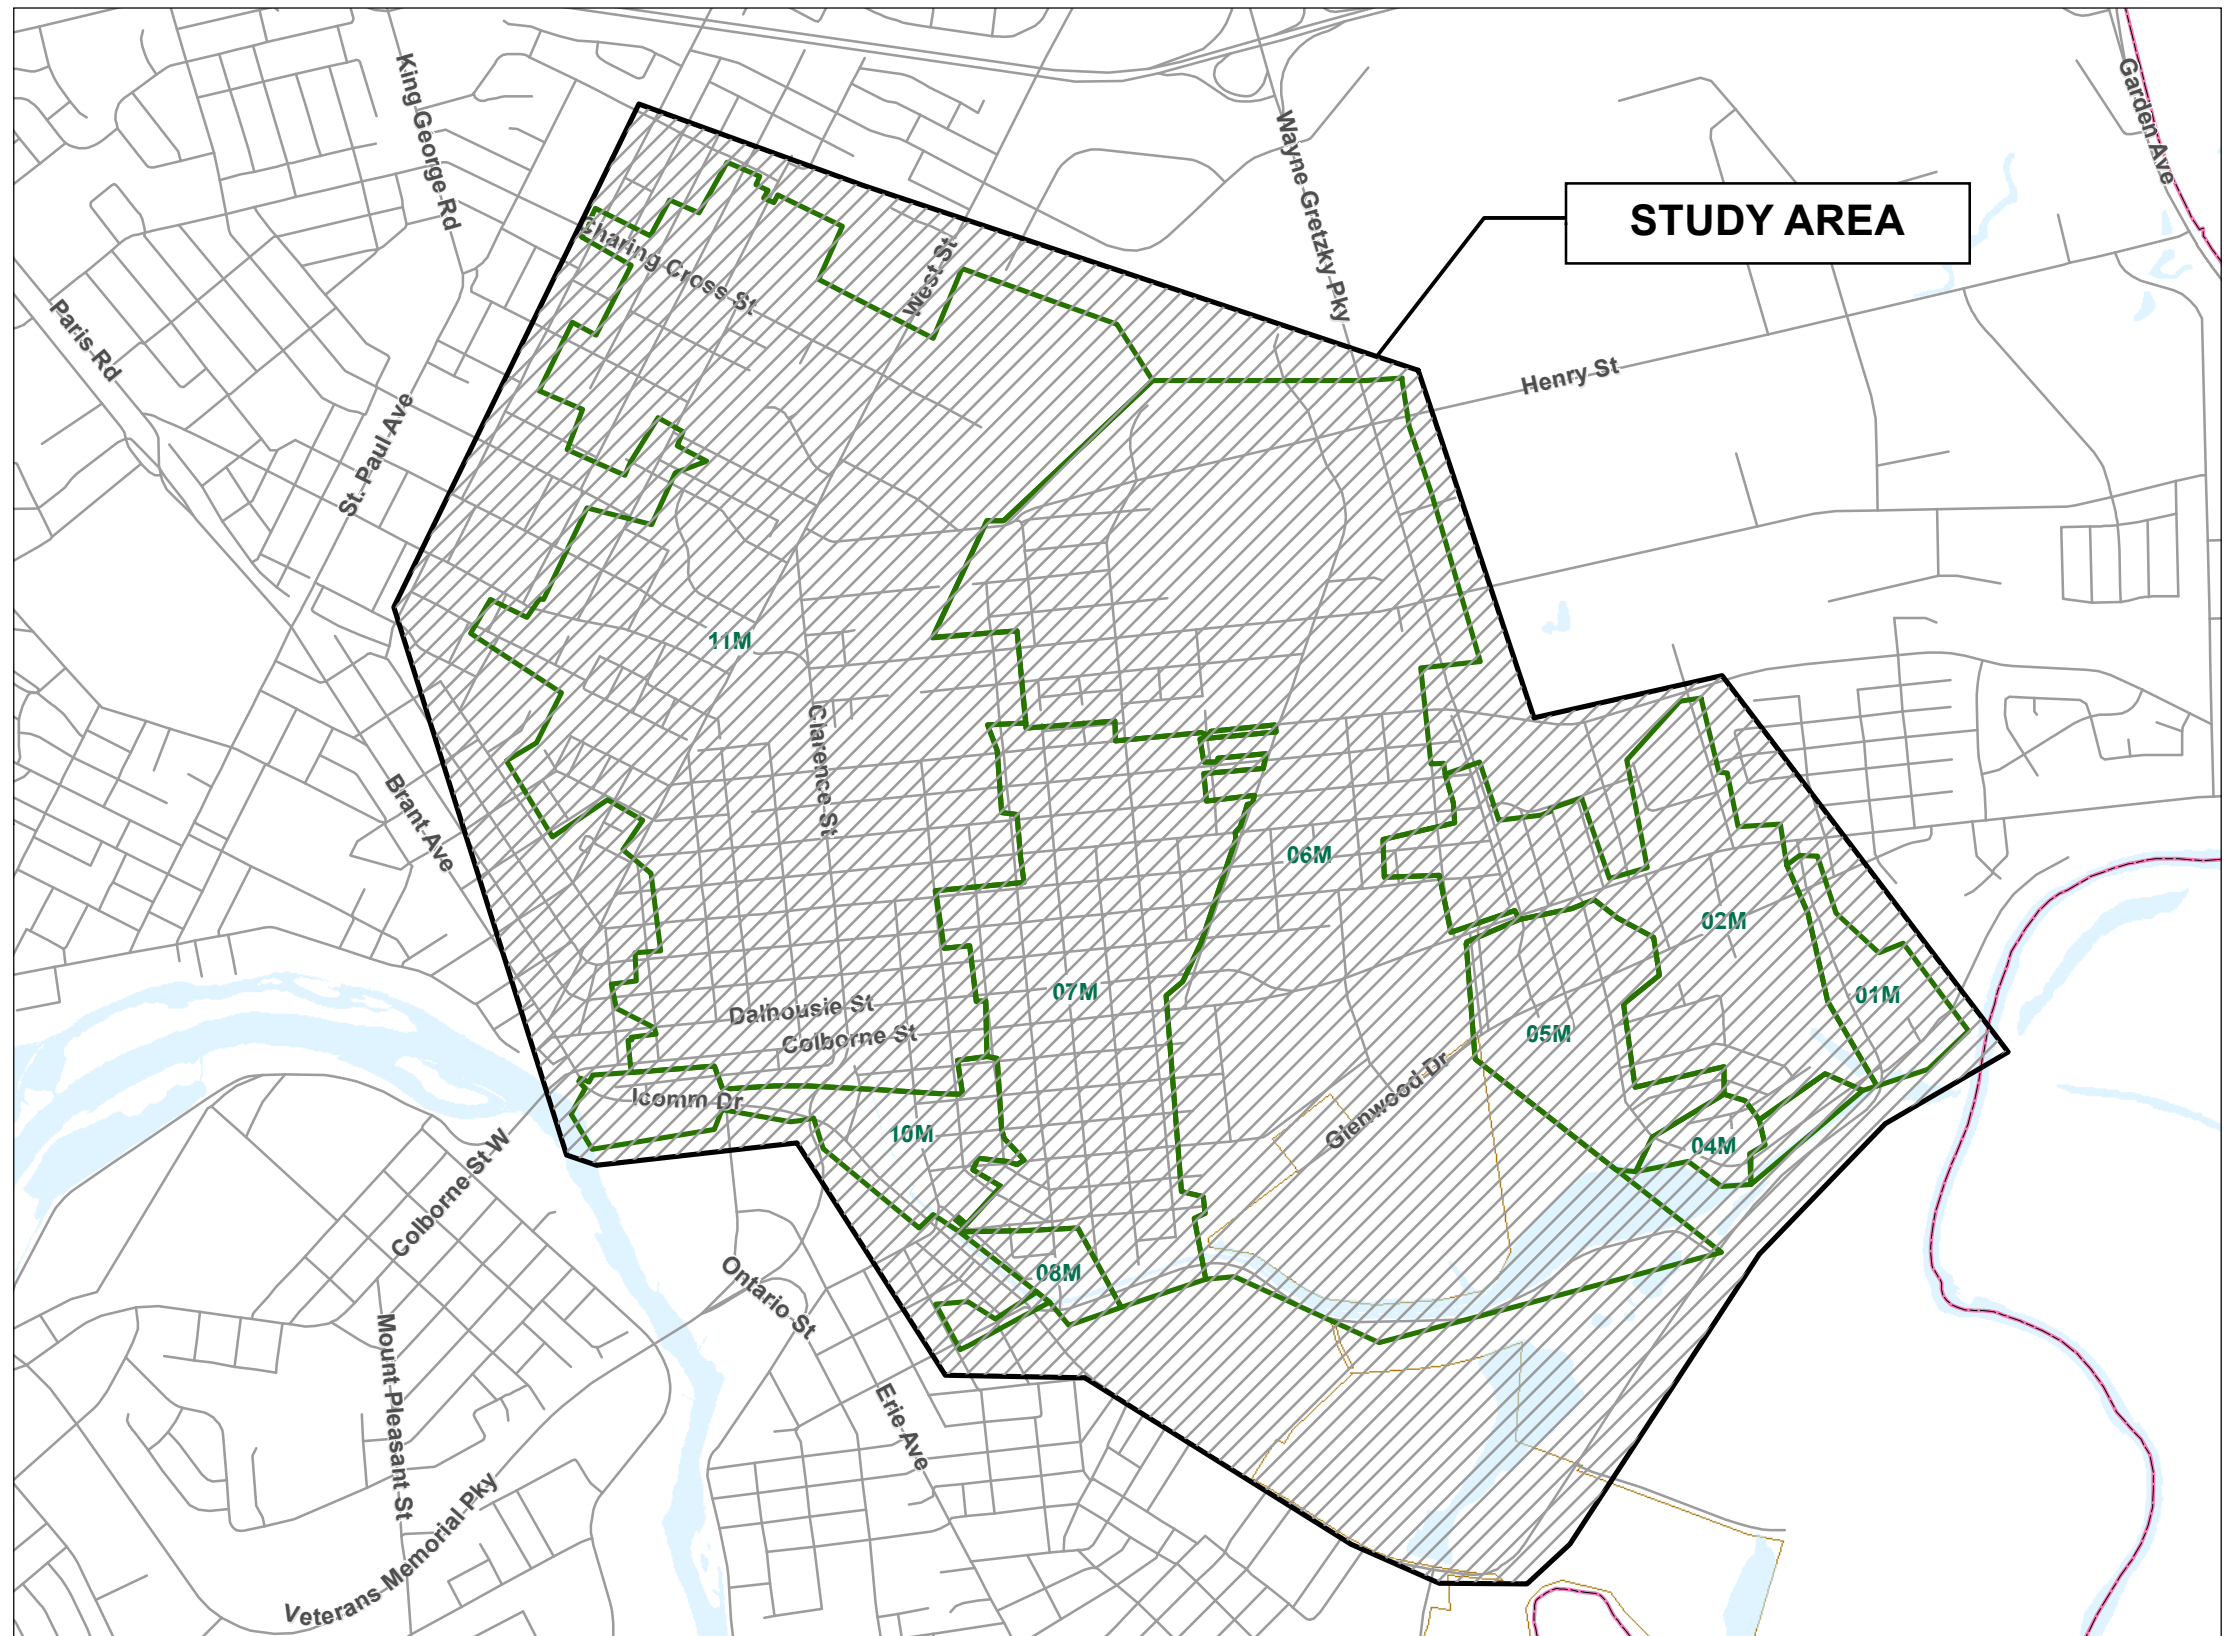 King George Rd
Garden Ave
Wayne Gretzky Pky
STUDY AREA
Charing Cross St
West St
Paris Rd
Henry St
St. Paul Ave
11M
Clarence St
Brant Ave
06M
02M
07M
01M
Dalhousie St
Colborne St
05M
Icomm Dr
Glenwood Dr
10M
04M
Colborne St W
08M
Ontario St
Mount Pleasant St
Erie Ave
Veterans Memorial Pky